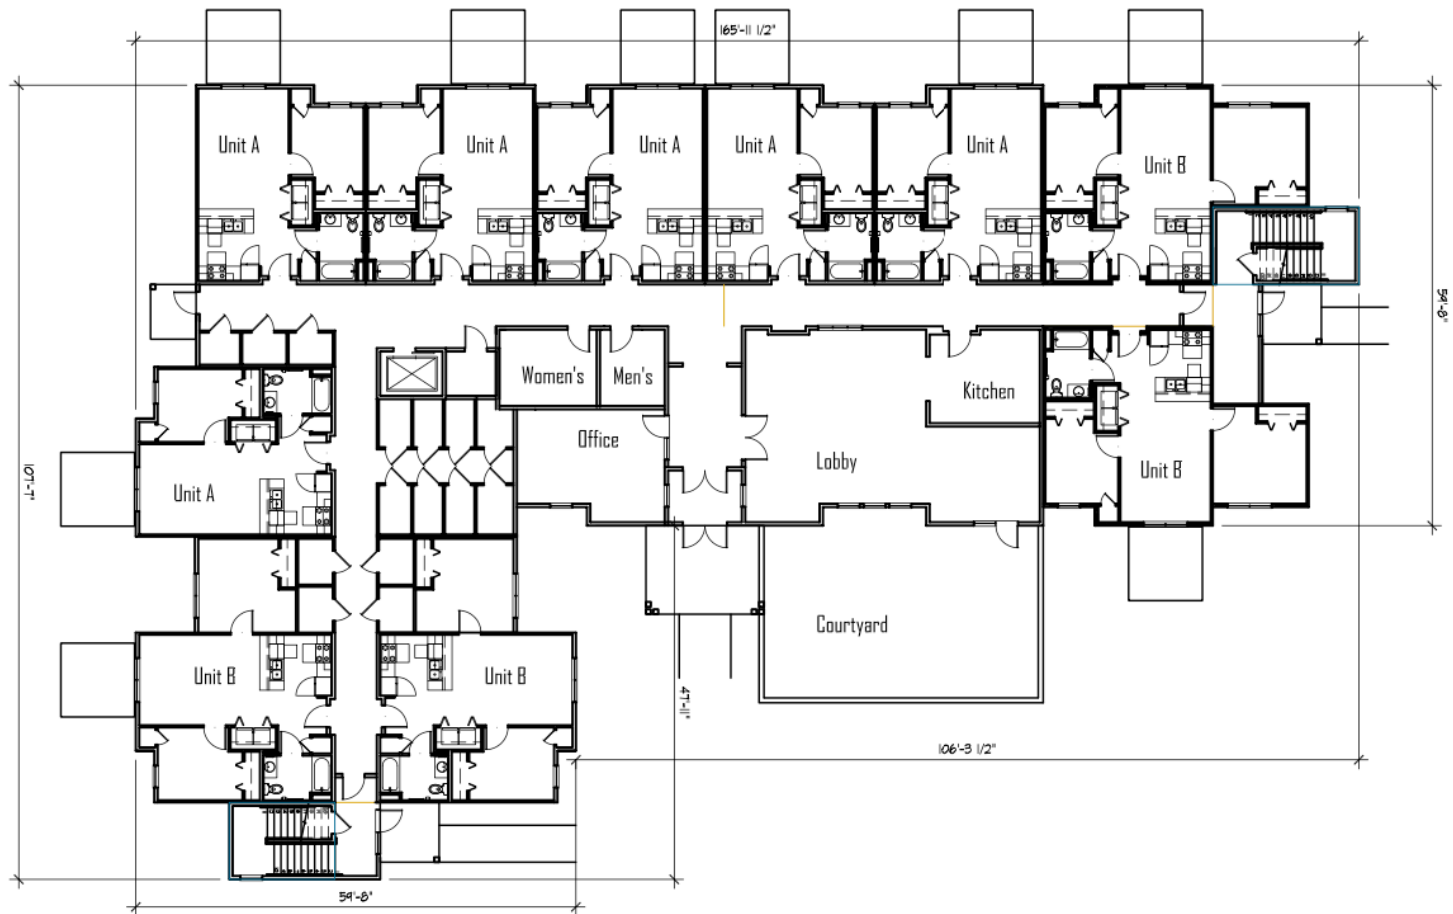 165'-11 1/2"
Unit A
Unit A
Unit A
Unit A
Unit A
Unit B
59'-8"
Women's
Men's
Kitchen
Office
Lobby
Unit B
Unit A
107'-7"
Courtyard
Unit B
Unit B
47'-11"
106'-3 1/2"
59'-8"